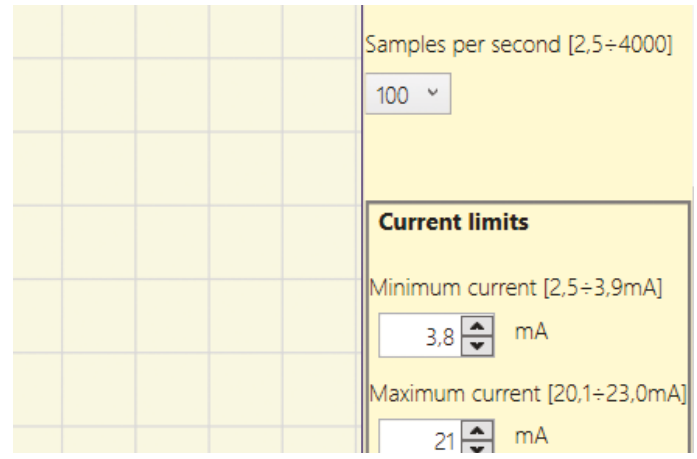 Samples per second [2,5÷4000]
100
Current limits
Minimum current [2,5÷3,9mA]
3,8 mA
Maximum current [20,1÷23,0mA]
21 mA